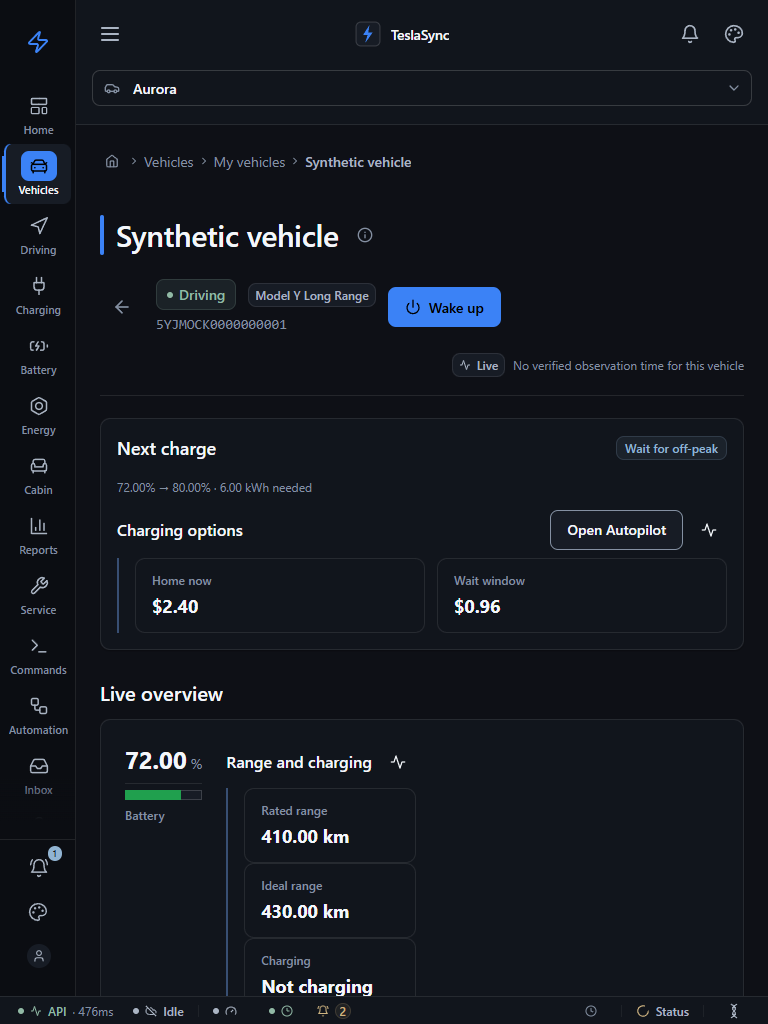 TeslaSync
Aurora
Home
Vehicles
Driving
Charging
Battery
Energy
Cabin
Reports
Service
Commands
Automation
Inbox
1
Vehicles > My vehicles > Synthetic vehicle
Synthetic vehicle
Driving
Model Y Long Range
5YJMOCK0000000001
Wake up
Live
No verified observation time for this vehicle
Next charge
Wait for off-peak
72.00% → 80.00% · 6.00 kWh needed
Charging options
Open Autopilot
Home now
$2.40
Wait window
$0.96
Live overview
72.00 %
Battery
Range and charging
Rated range
410.00 km
Ideal range
430.00 km
Charging
Not charging
API · 476ms
Idle
2
Status